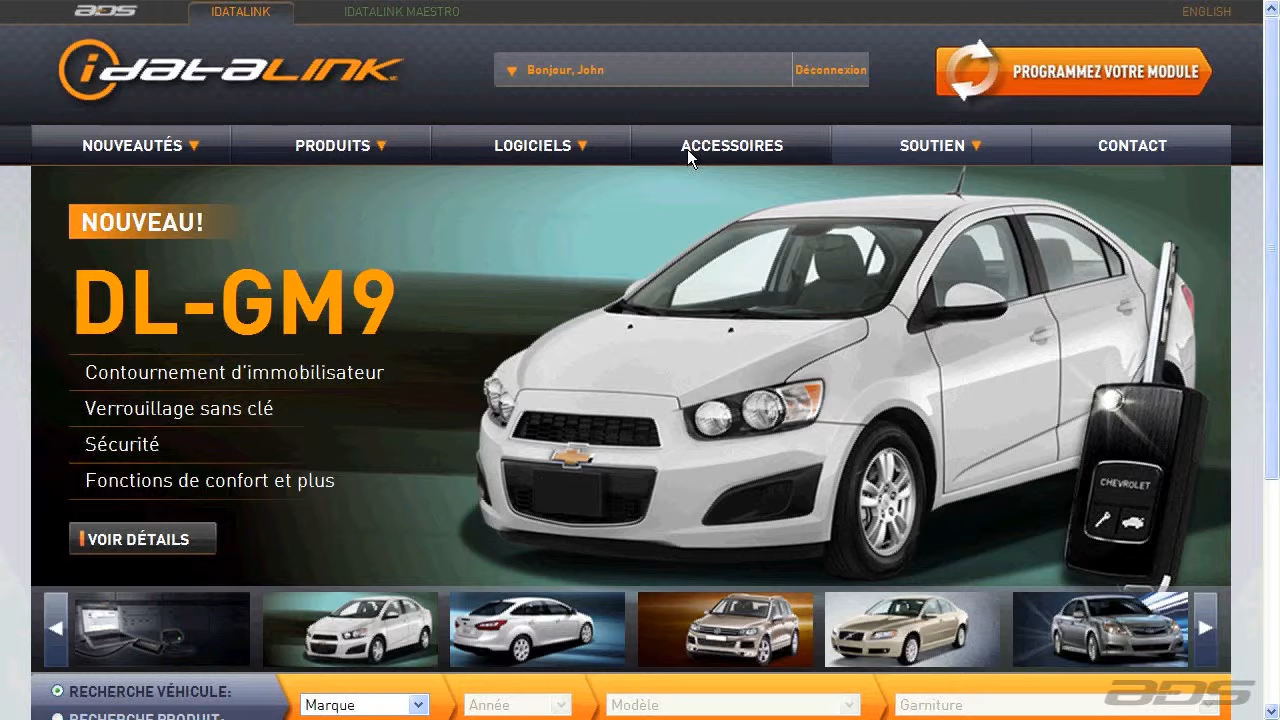 ADS
IDATALINK
IDATALINK MAESTRO
ENGLISH
iDATALINK
Bonjour, John
Déconnexion
PROGRAMMEZ VOTRE MODULE
NOUVEAUTÉS
PRODUITS
LOGICIELS
ACCESSOIRES
SOUTIEN
CONTACT
NOUVEAU!
DL-GM9
Contournement d'immobilisateur
Verrouillage sans clé
Sécurité
Fonctions de confort et plus
CHEVROLET
VOIR DÉTAILS
RECHERCHE VÉHICULE:
Marque
Année
Modèle
Garniture
RECHERCHE PRODUIT:
ADS